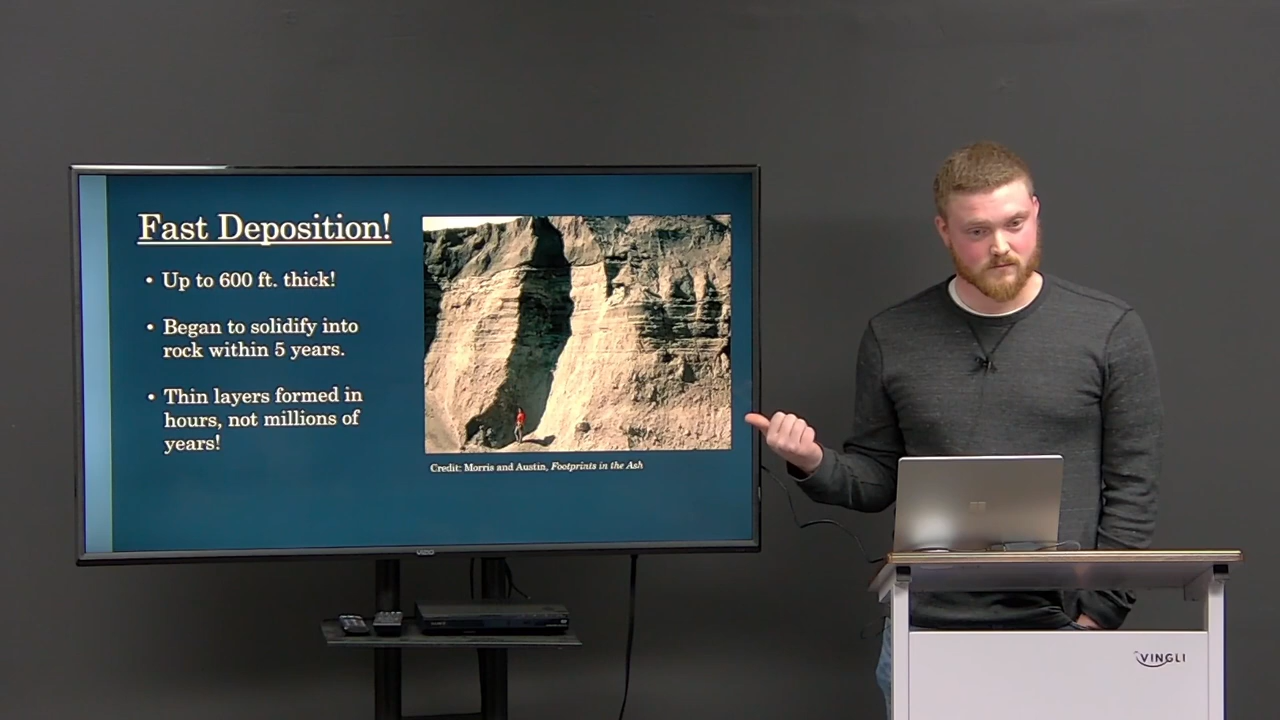 Fast Deposition!
• Up to 600 ft. thick!
• Began to solidify into
rock within 5 years.
• Thin layers formed in
hours, not millions of
years!
Credit: Morris and Austin, Footprints in the Ash
VIZIO
VINGLI